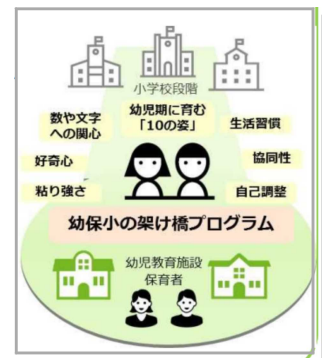 小学校段階
数や文字
への関心
幼児期に育む
「10の姿」
生活習慣
好奇心
協同性
粘り強さ
自己調整
幼保小の架け橋プログラム
幼児教育施設
保育者